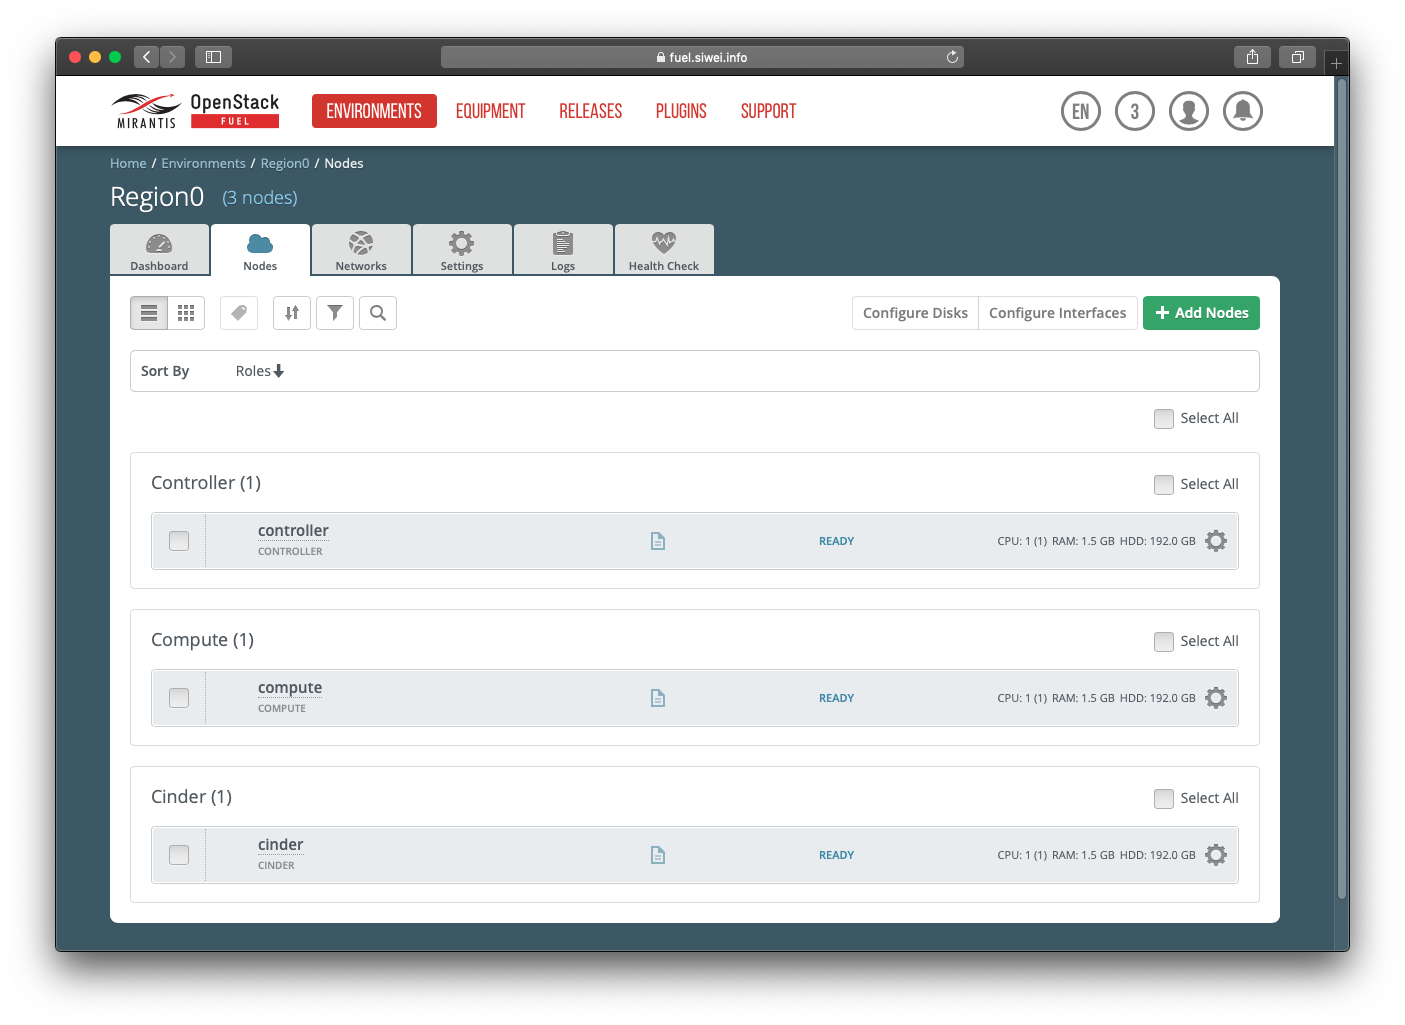 fuel.siwei.info
MIRANTIS
OpenStack
FUEL
ENVIRONMENTS
EQUIPMENT
RELEASES
PLUGINS
SUPPORT
EN
3
Home / Environments / Region0 / Nodes
Region0 (3 nodes)
Dashboard
Nodes
Networks
Settings
Logs
Health Check
Configure Disks
Configure Interfaces
+ Add Nodes
Sort By Roles
Select All
Controller (1)
Select All
controller
CONTROLLER
READY
CPU: 1 (1) RAM: 1.5 GB HDD: 192.0 GB
Compute (1)
Select All
compute
COMPUTE
READY
CPU: 1 (1) RAM: 1.5 GB HDD: 192.0 GB
Cinder (1)
Select All
cinder
CINDER
READY
CPU: 1 (1) RAM: 1.5 GB HDD: 192.0 GB